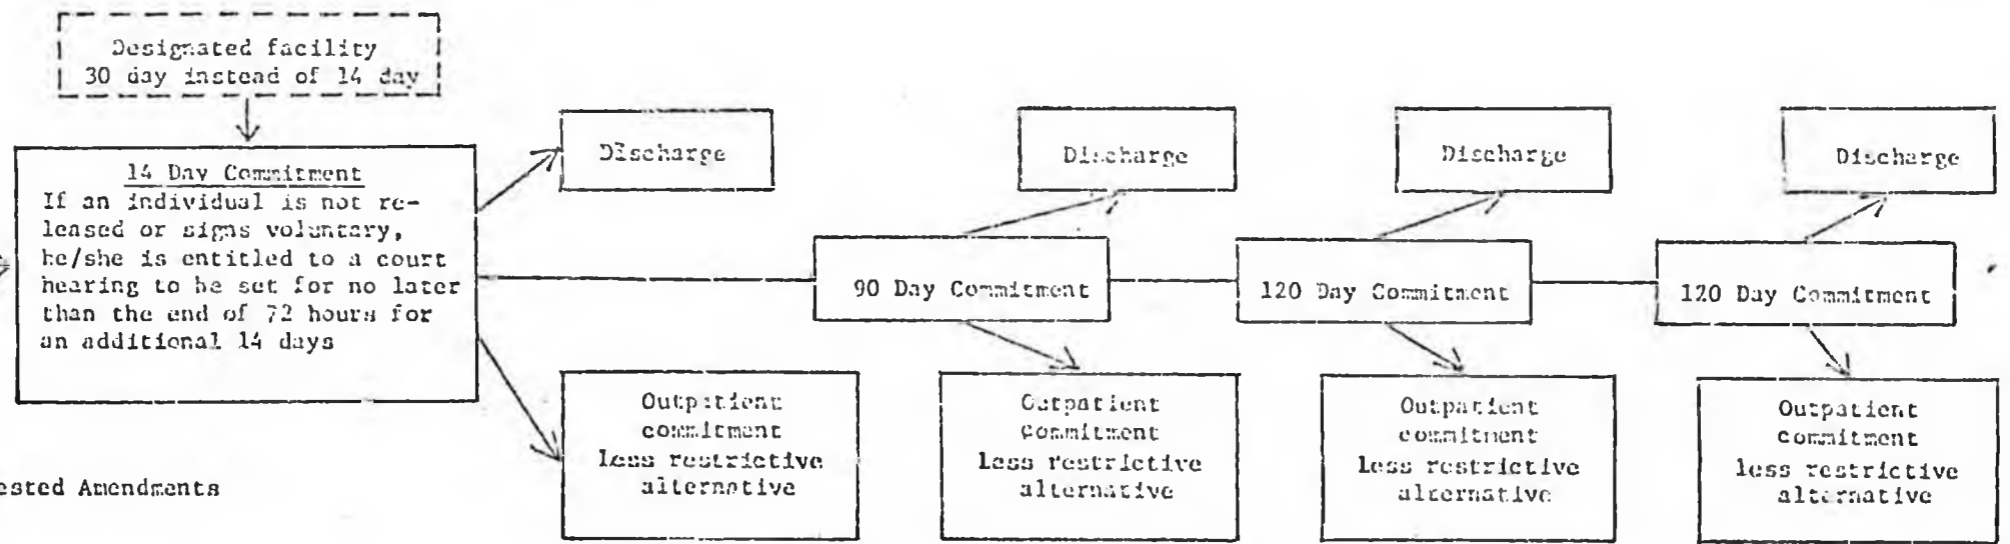 Designated facility
30 day instead of 14 day
14 Day Commitment
If an individual is not re-
leased or signs voluntary,
he/she is entitled to a court
hearing to be set for no later
than the end of 72 hours for
an additional 14 days
Discharge
Discharge
Discharge
Discharge
90 Day Commitment
120 Day Commitment
120 Day Commitment
Outpatient
commitment
less restrictive
alternative
Outpatient
commitment
less restrictive
alternative
Outpatient
commitment
less restrictive
alternative
Outpatient
commitment
less restrictive
alternative
ested Amendments